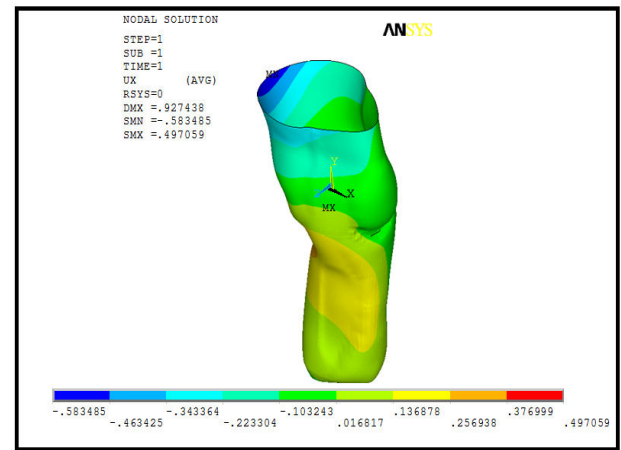 NODAL SOLUTION
STEP=1
SUB =1
TIME=1
UX (AVG)
RSYS=0
DMX =.927438
SMN =-.583485
SMX =.497059
ANSYS
MN
Y
X
MX
-.583485 -.343364 -.103243 .136878 .376999
-.463425 -.223304 .016817 .256938 .497059